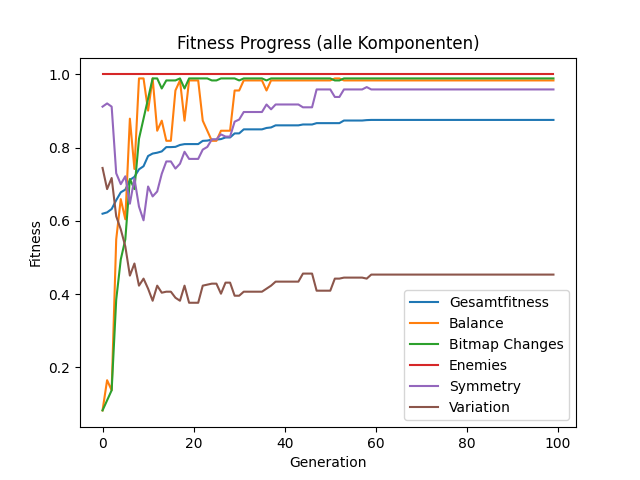 Fitness Progress (alle Komponenten)
Fitness
1.0
0.8
0.6
0.4
0.2
0 20 40 60 80 100
Generation
Gesamtfitness
Balance
Bitmap Changes
Enemies
Symmetry
Variation